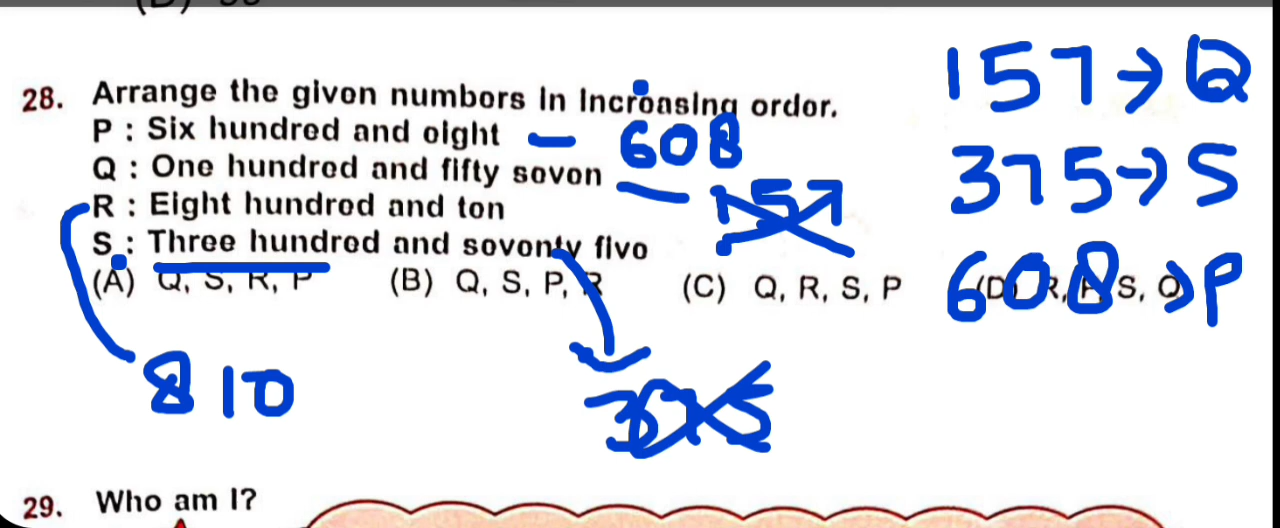 28. Arrange the given numbers in increasing order.
P : Six hundred and eight – 608
Q : One hundred and fifty seven – 157
R : Eight hundred and ten
S : Three hundred and seventy five
(A) Q, S, R, P (B) Q, S, P, R (C) Q, R, S, P (D) R, S, Q
810
375
157 → Q
375 → S
608 → P
29. Who am I?